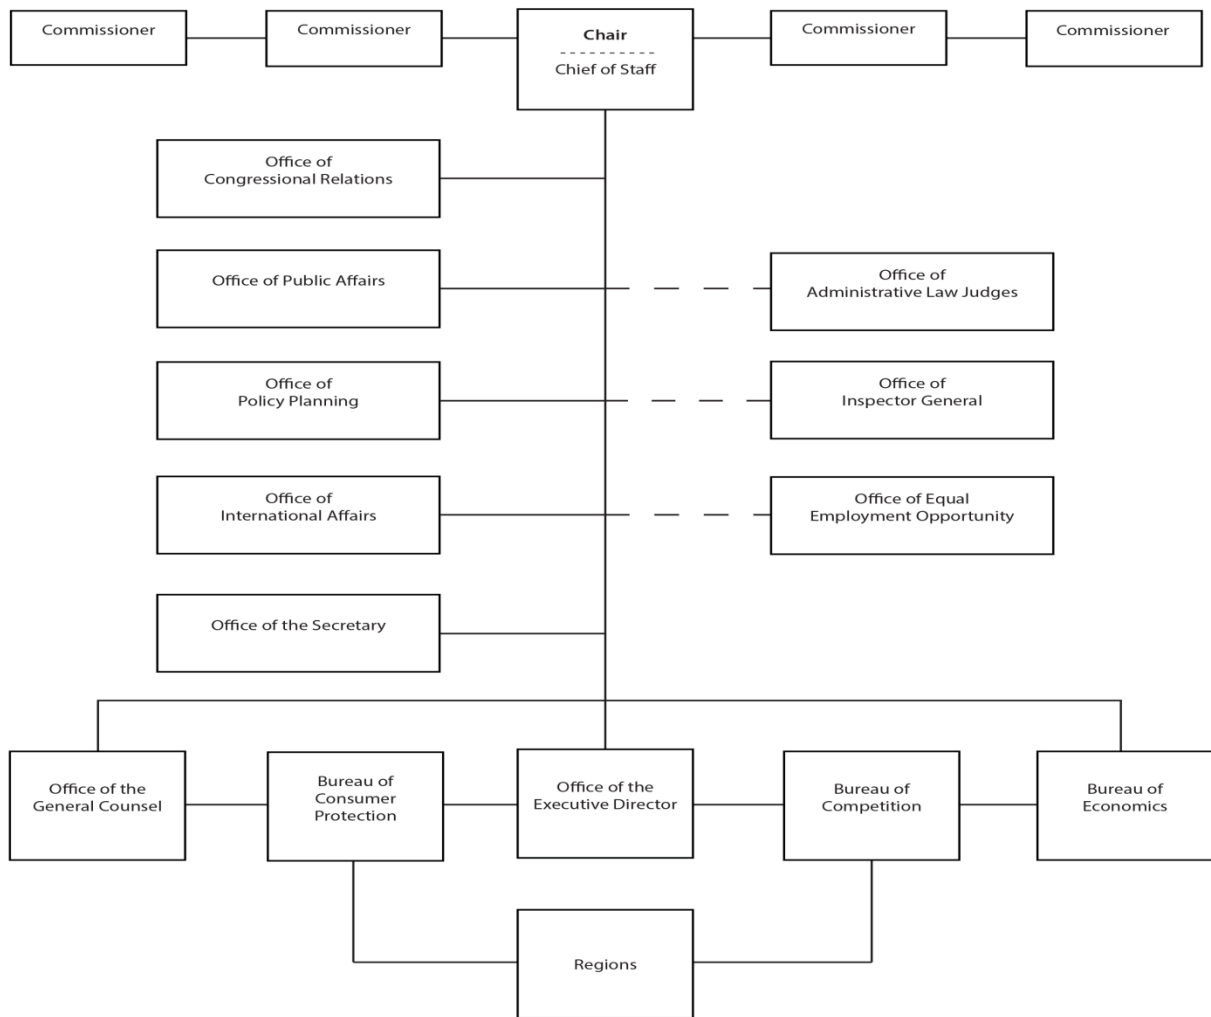 Commissioner
Commissioner
Chair
Chief of Staff
Commissioner
Commissioner
Office of
Congressional Relations
Office of Public Affairs
Office of
Administrative Law Judges
Office of
Policy Planning
Office of
Inspector General
Office of
International Affairs
Office of Equal
Employment Opportunity
Office of the Secretary
Office of the
General Counsel
Bureau of
Consumer
Protection
Office of the
Executive Director
Bureau of
Competition
Bureau of
Economics
Regions